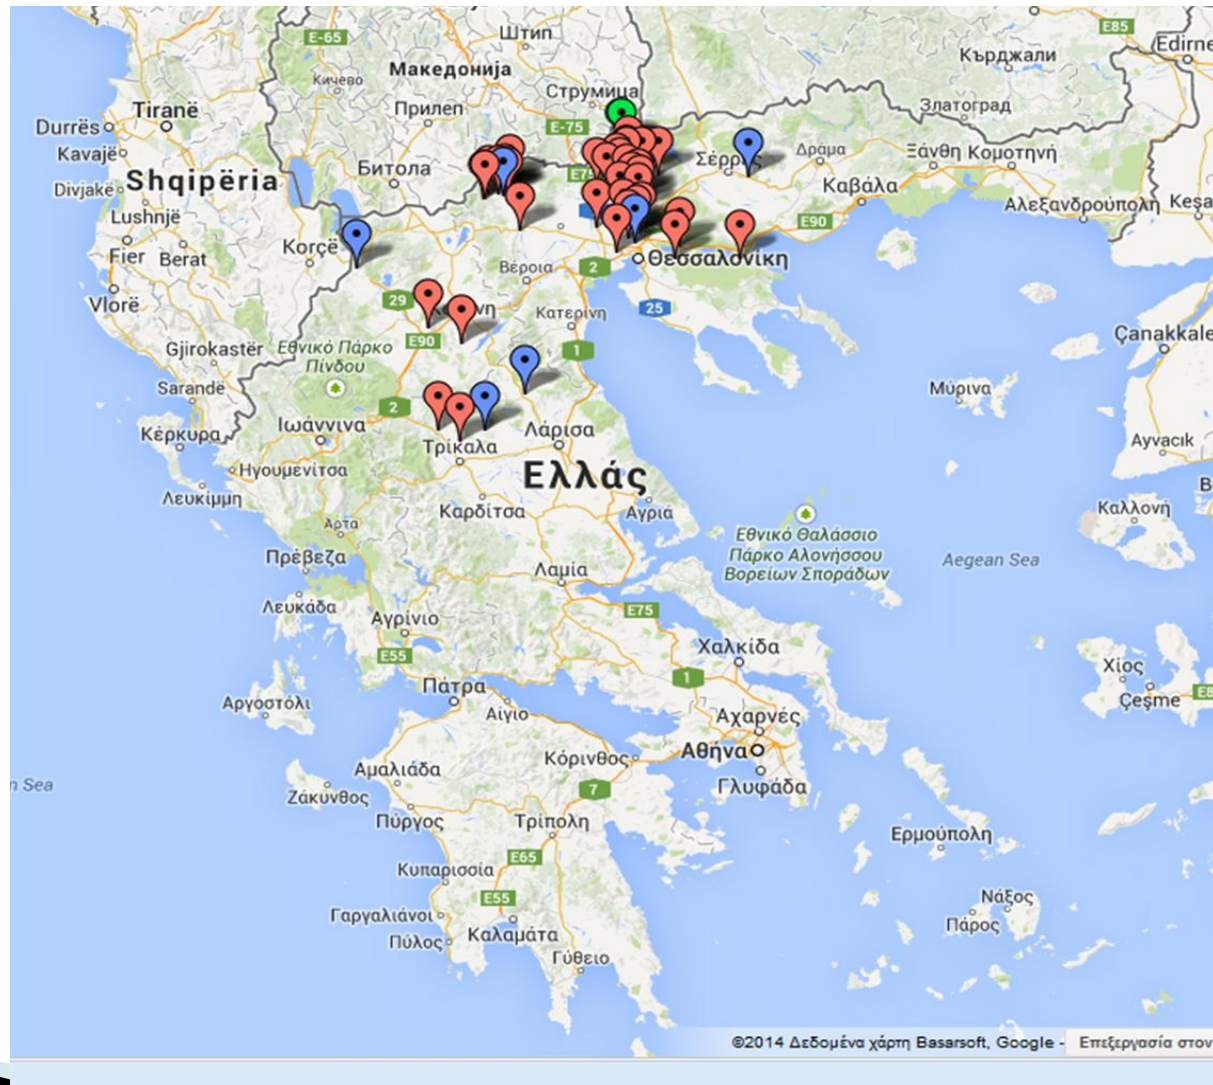 E-65
Штип
E85
Edirne
Кърджали
Кичево
Македонија
Tiranë
Прилеп
Струмица
Златоград
Durrës
E-75
Kavajë
Битола
Δράμα
Ξάνθη
Κομοτηνή
Shqipëria
Divjakë
Καβάλα
Αλεξανδρούπολη
Keşa
Lushnjë
E90
Korçë
Fier
Berat
Βέροια
2
Θεσσαλονίκη
Vlorë
29
Κατερίνη
25
Çanakkale
E90
Gjirokastër
Εθνικό Πάρκο
Πίνδου
1
Sarandë
Μύρινα
2
Ιωάννινα
Κέρκυρα
Τρίκαλα
Λάρισα
Ayvacık
Ηγουμενίτσα
Ελλάς
Λευκίμμη
Καρδίτσα
Αγριά
Καλλονή
Άρτα
Εθνικό Θαλάσσιο
Πάρκο Αλοννήσου
Βορείων Σποράδων
Πρέβεζα
Λαμία
Aegean Sea
Λευκάδα
Αγρίνιο
E75
E55
Χαλκίδα
Χίος
1
Πάτρα
Çeşme
Αργοστόλι
Αίγιο
Αχαρνές
Αθήνα
Κόρινθος
Αμαλιάδα
n Sea
Ζάκυνθος
7
Γλυφάδα
Πύργος
Τρίπολη
Ερμούπολη
E65
Κυπαρισσία
E55
Νάξος
Γαργαλιάνοι
Πάρος
Πύλος
Καλαμάτα
Γύθειο
©2014 Δεδομένα χάρτη Basarsoft, Google - Επεξεργασία στον